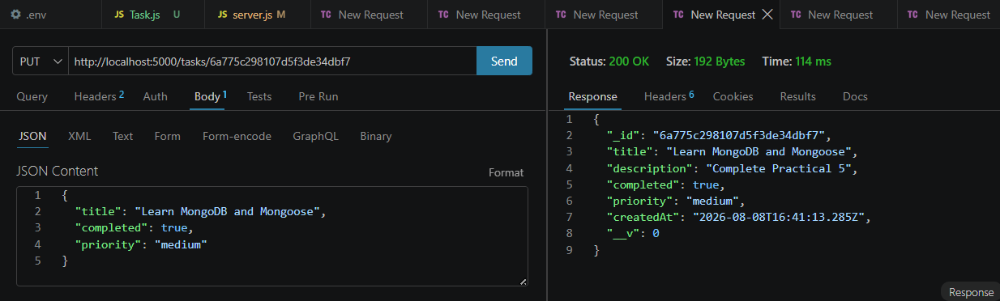 .env
JS Task.js U
JS server.js M
TC New Request
TC New Request
TC New Request
TC New Request
TC New Request
TC New Request
PUT http://localhost:5000/tasks/6a775c298107d5f3de34dbf7 Send
Query Headers 2 Auth Body 1 Tests Pre Run
JSON XML Text Form Form-encode GraphQL Binary
JSON Content Format
1 {
2 "title": "Learn MongoDB and Mongoose",
3 "completed": true,
4 "priority": "medium"
5 }
Status: 200 OK Size: 192 Bytes Time: 114 ms
Response Headers 6 Cookies Results Docs
1 {
2 "_id": "6a775c298107d5f3de34dbf7",
3 "title": "Learn MongoDB and Mongoose",
4 "description": "Complete Practical 5",
5 "completed": true,
6 "priority": "medium",
7 "createdAt": "2026-08-08T16:41:13.285Z",
8 "__v": 0
9 }
Response